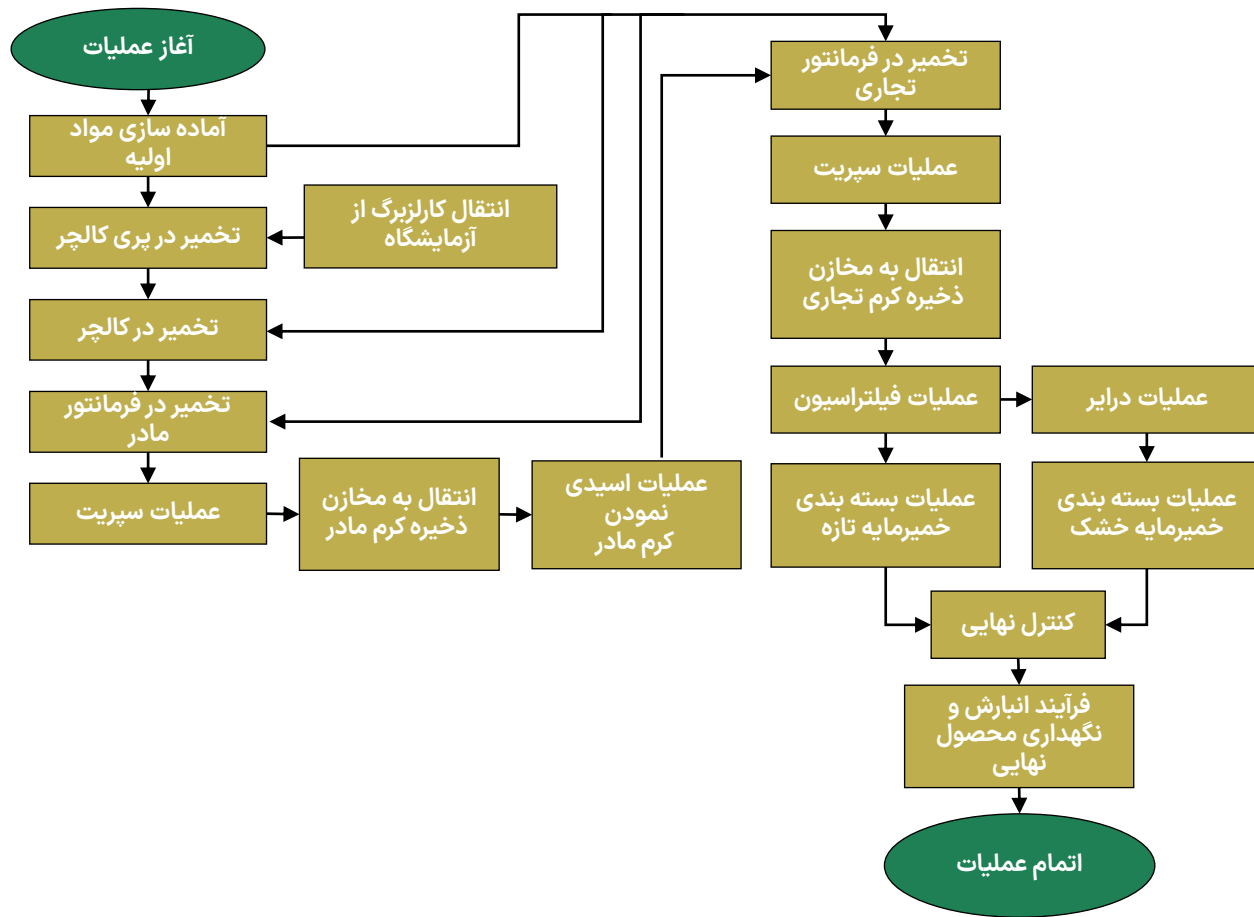 آغاز عملیات
آماده سازی مواد
اولیه
تخمیر در پری کالچر
انتقال کارلزبرگ از
آزمایشگاه
تخمیر در کالچر
تخمیر در فرمانتور
مادر
عملیات سپریت
انتقال به مخازن
ذخیره کرم مادر
عملیات اسیدی
نمودن
کرم مادر
تخمیر در فرمانتور
تجاری
عملیات سپریت
انتقال به مخازن
ذخیره کرم تجاری
عملیات فیلتراسیون
عملیات درایر
عملیات بسته بندی
خمیرمایه تازه
عملیات بسته بندی
خمیرمایه خشک
کنترل نهایی
فرآیند انبارش و
نگهداری محصول
نهایی
اتمام عملیات